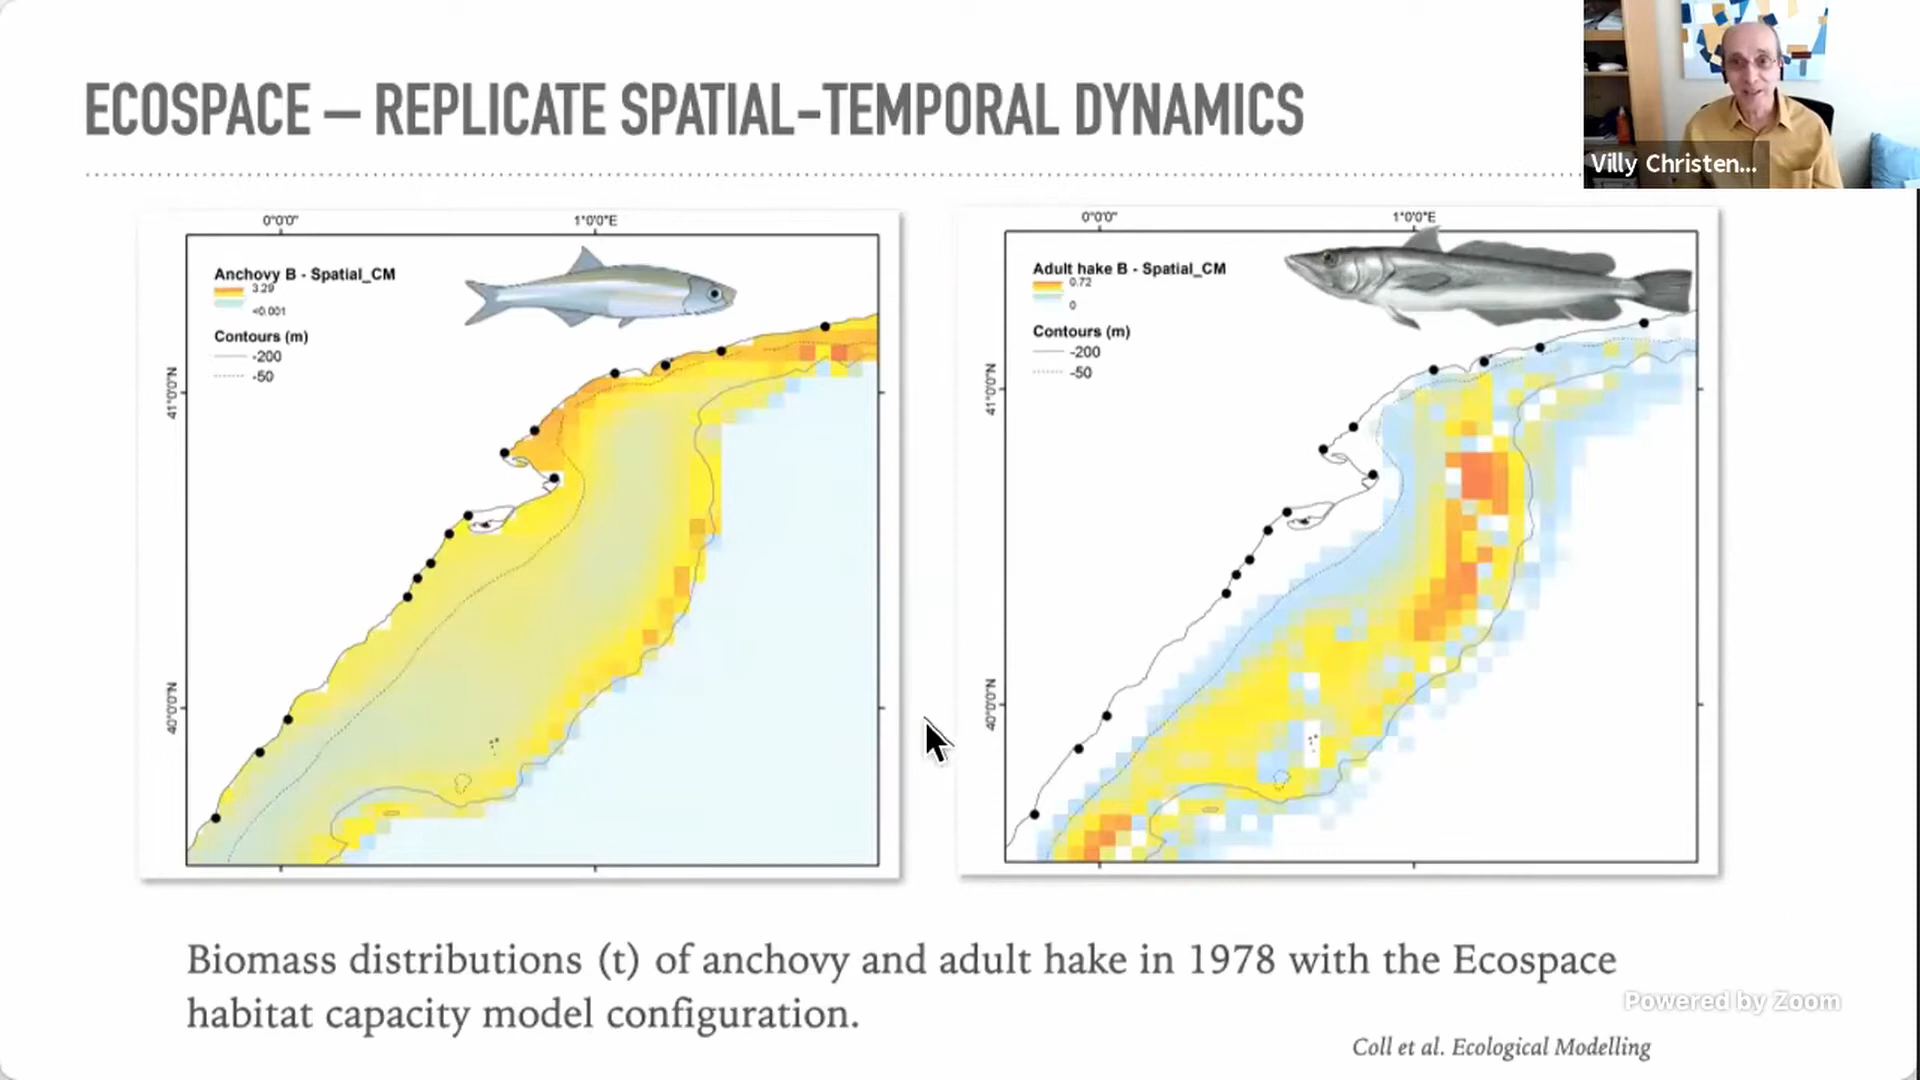 ECOSPACE – REPLICATE SPATIAL-TEMPORAL DYNAMICS
Villy Christen...
0°0'0"
1°0'0"E
Anchovy B - Spatial_CM
3.29
<0.001
Contours (m)
-200
-50
41°0'0"N
40°0'0"N
0°0'0"
1°0'0"E
Adult hake B - Spatial_CM
0.72
0
Contours (m)
-200
-50
41°0'0"N
40°0'0"N
Biomass distributions (t) of anchovy and adult hake in 1978 with the Ecospace
habitat capacity model configuration.
Powered by Zoom
Coll et al. Ecological Modelling